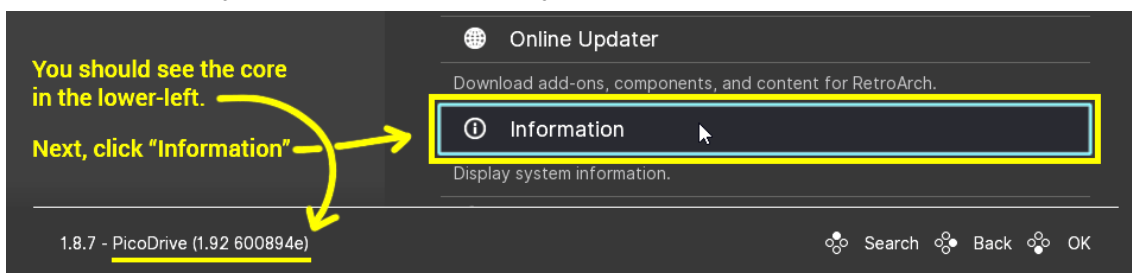 Online Updater
You should see the core
in the lower-left.
Download add-ons, components, and content for RetroArch.
Information
Next, click “Information”
Display system information.
1.8.7 - PicoDrive (1.92 600894e)
Search Back OK